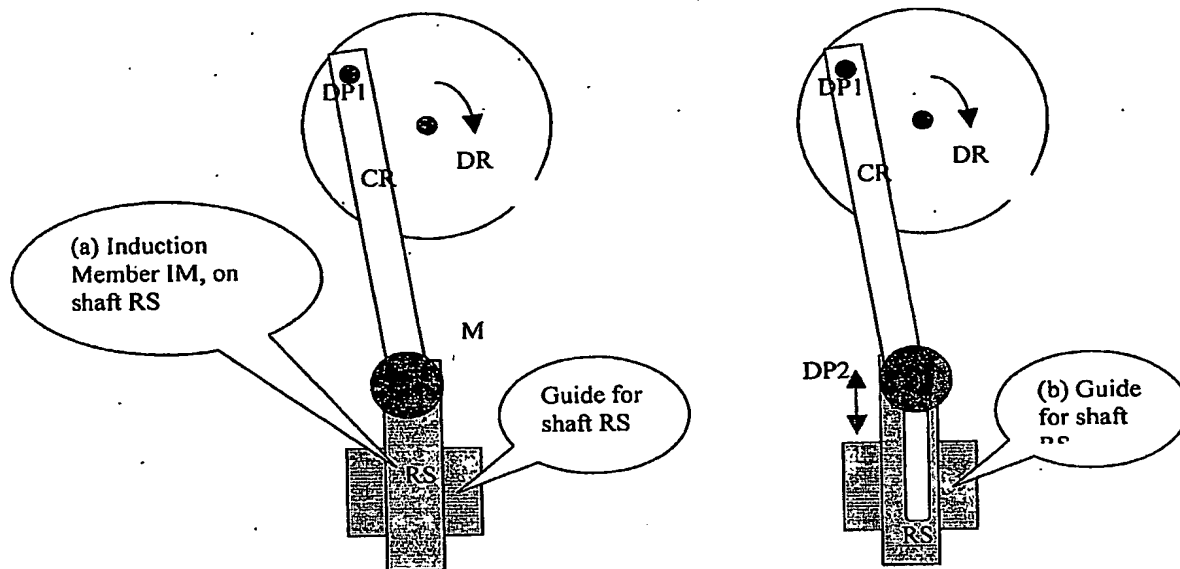 DP1
DR
CR
(a) Induction
Member IM, on
shaft RS
M
Guide for
shaft RS
RS
DP1
DR
CR
DP2
(b) Guide
for shaft
RS